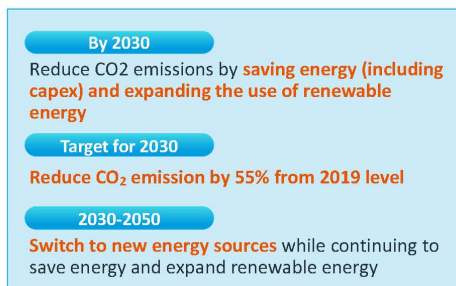 By 2030
Reduce CO2 emissions by saving energy (including
capex) and expanding the use of renewable
energy
Target for 2030
Reduce CO₂ emission by 55% from 2019 level
2030-2050
Switch to new energy sources while continuing to
save energy and expand renewable energy